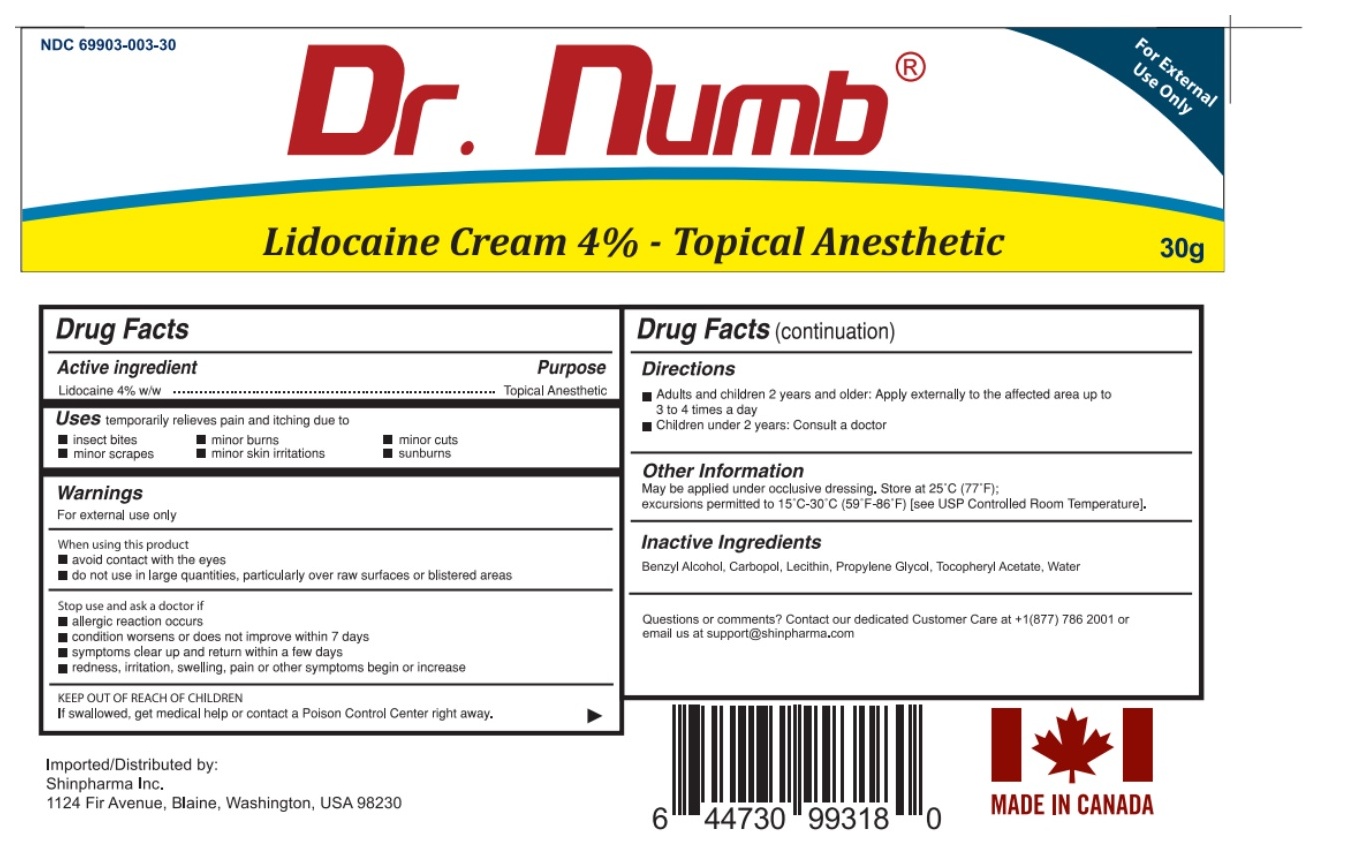 NDC 69903-003-30
Dr. Numb®
For External
Use Only
Lidocaine Cream 4% - Topical Anesthetic
30g
Drug Facts
Active ingredient Purpose
Lidocaine 4% w/w ................................................ Topical Anesthetic
Uses temporarily relieves pain and itching due to
■ insect bites ■ minor burns ■ minor cuts
■ minor scrapes ■ minor skin irritations ■ sunburns
Warnings
For external use only
When using this product
■ avoid contact with the eyes
■ do not use in large quantities, particularly over raw surfaces or blistered areas
Stop use and ask a doctor if
■ allergic reaction occurs
■ condition worsens or does not improve within 7 days
■ symptoms clear up and return within a few days
■ redness, irritation, swelling, pain or other symptoms begin or increase
KEEP OUT OF REACH OF CHILDREN
If swallowed, get medical help or contact a Poison Control Center right away.
Drug Facts (continuation)
Directions
■ Adults and children 2 years and older: Apply externally to the affected area up to
3 to 4 times a day
■ Children under 2 years: Consult a doctor
Other Information
May be applied under occlusive dressing. Store at 25˚C (77˚F);
excursions permitted to 15˚C-30˚C (59˚F-86˚F) [see USP Controlled Room Temperature].
Inactive Ingredients
Benzyl Alcohol, Carbopol, Lecithin, Propylene Glycol, Tocopheryl Acetate, Water
Questions or comments? Contact our dedicated Customer Care at +1(877) 786 2001 or
email us at support@shinpharma.com
Imported/Distributed by:
Shinpharma Inc.
1124 Fir Avenue, Blaine, Washington, USA 98230
6 44730 99318 0
MADE IN CANADA